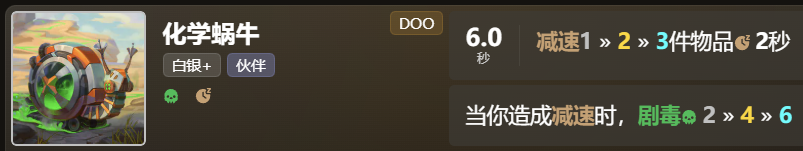 化学蜗牛
DOO
白银+ 伙伴
6.0
秒
减速1 » 2 » 3件物品 2秒
当你造成减速时，剧毒 2 » 4 » 6